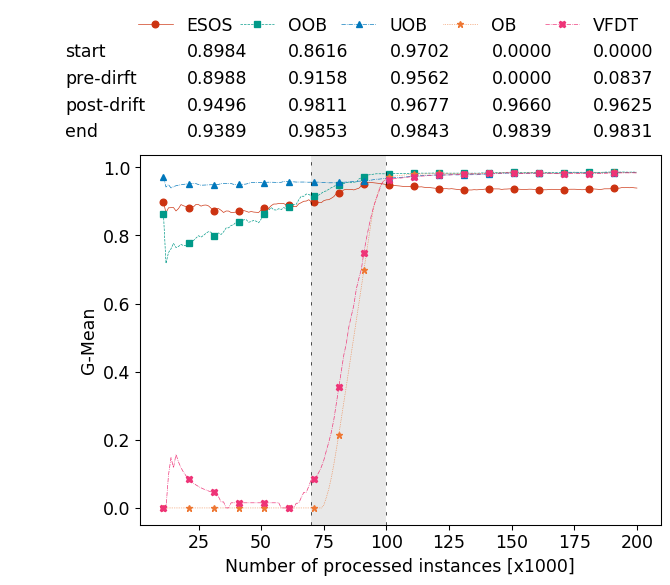 ESOS OOB UOB OB VFDT
start 0.8984 0.8616 0.9702 0.0000 0.0000
pre-dirft 0.8988 0.9158 0.9562 0.0000 0.0837
post-drift 0.9496 0.9811 0.9677 0.9660 0.9625
end 0.9389 0.9853 0.9843 0.9839 0.9831
1.0
0.8
0.6
0.4
0.2
0.0
G-Mean
25 50 75 100 125 150 175 200
Number of processed instances [x1000]